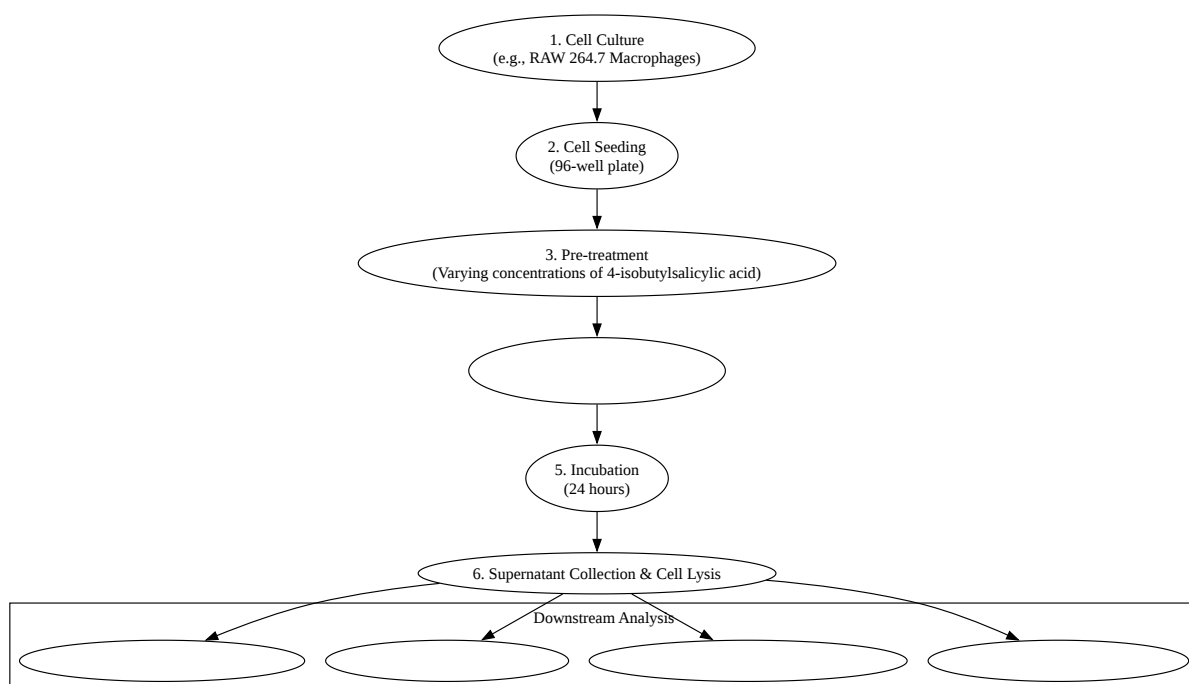 1. Cell Culture
(e.g., RAW 264.7 Macrophages)
2. Cell Seeding
(96-well plate)
3. Pre-treatment
(Varying concentrations of 4-isobutylsalicylic acid)
5. Incubation
(24 hours)
6. Supernatant Collection & Cell Lysis
Downstream Analysis